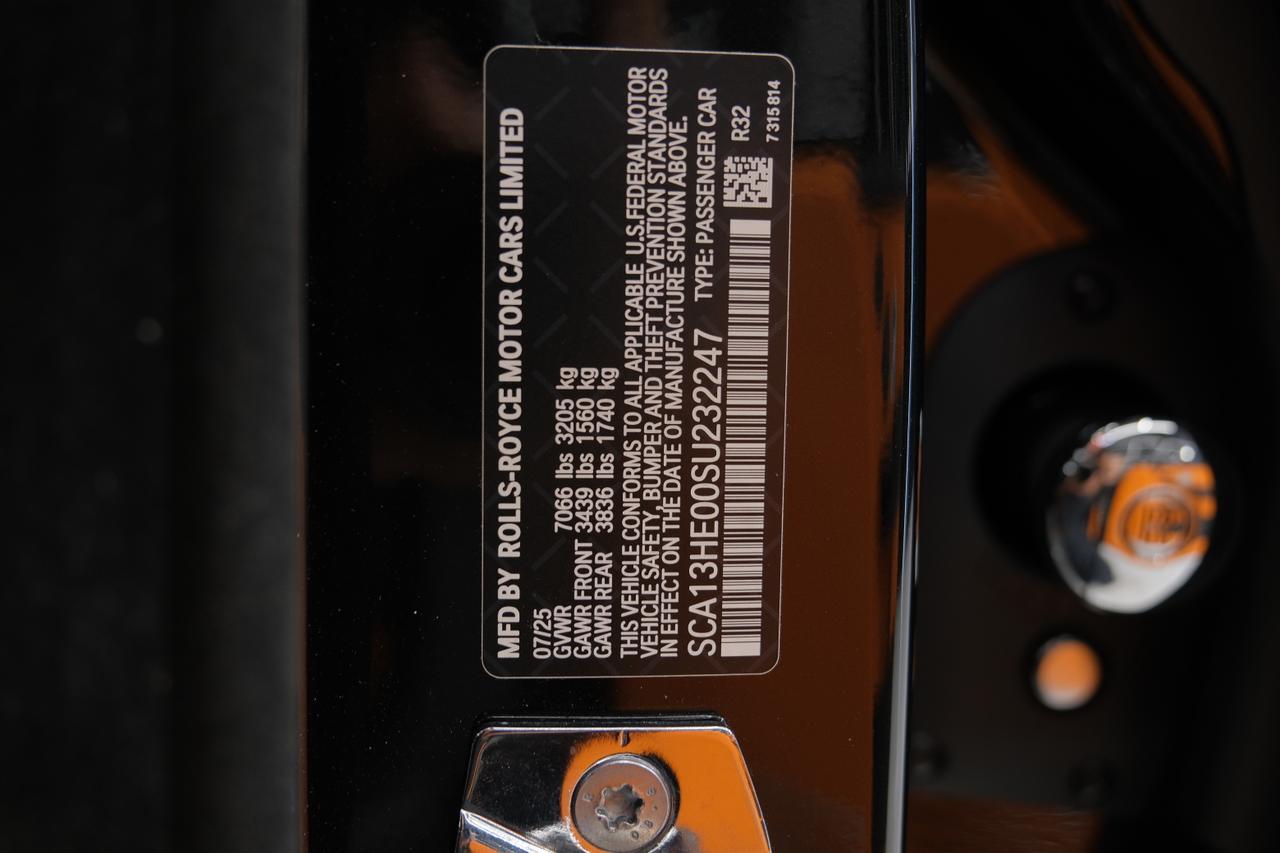 MFD BY ROLLS-ROYCE MOTOR CARS LIMITED
07/25
GVWR 7066 lbs 3205 kg
GAWR FRONT 3439 lbs 1560 kg
GAWR REAR 3836 lbs 1740 kg
THIS VEHICLE CONFORMS TO ALL APPLICABLE U.S.FEDERAL MOTOR
VEHICLE SAFETY, BUMPER AND THEFT PREVENTION STANDARDS
IN EFFECT ON THE DATE OF MANUFACTURE SHOWN ABOVE.
SCA13HE00SU232247 TYPE: PASSENGER CAR
R32
7315814